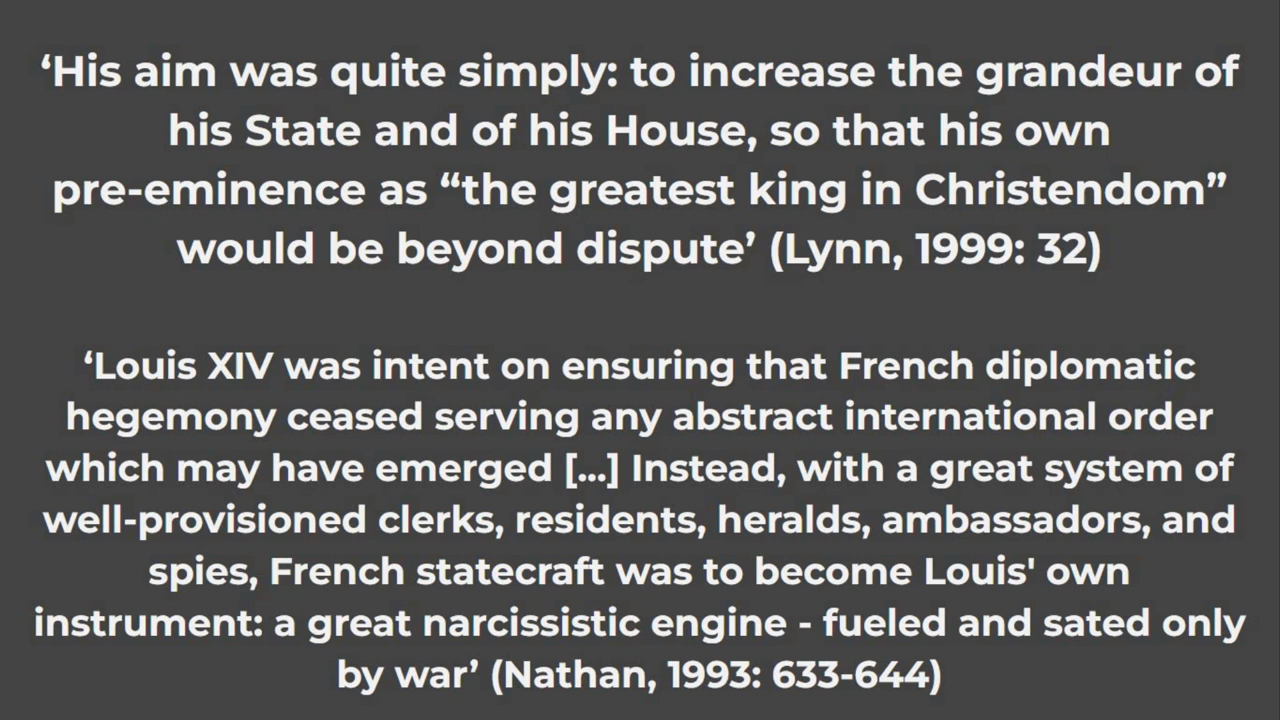 ‘His aim was quite simply: to increase the grandeur of
his State and of his House, so that his own
pre-eminence as “the greatest king in Christendom”
would be beyond dispute’ (Lynn, 1999: 32)
‘Louis XIV was intent on ensuring that French diplomatic
hegemony ceased serving any abstract international order
which may have emerged [...] Instead, with a great system of
well-provisioned clerks, residents, heralds, ambassadors, and
spies, French statecraft was to become Louis' own
instrument: a great narcissistic engine - fueled and sated only
by war’ (Nathan, 1993: 633-644)